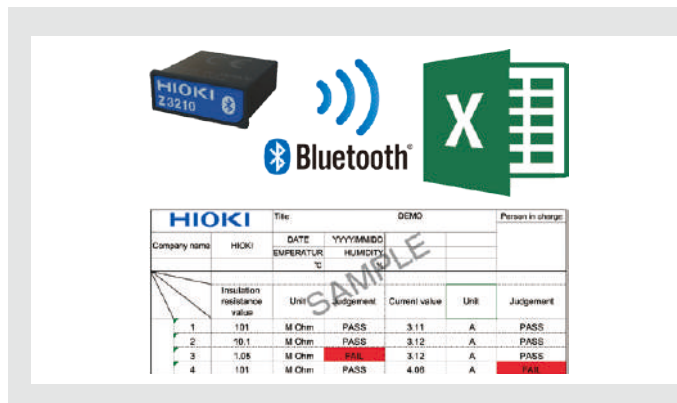 HIOKI
Z3210
Bluetooth®
X
HIOKI Title DEMO Person in charge
Company name HIOKI DATE YYYY/MM/DD
EMPERATUR HUMIDITY
℃ %
SAMPLE
Insulation resistance value Unit Judgement Current value Unit Judgement
1 101 M Ohm PASS 3.11 A PASS
2 10.1 M Ohm PASS 3.12 A PASS
3 1.05 M Ohm FAIL 3.12 A PASS
4 101 M Ohm PASS 4.06 A FAIL